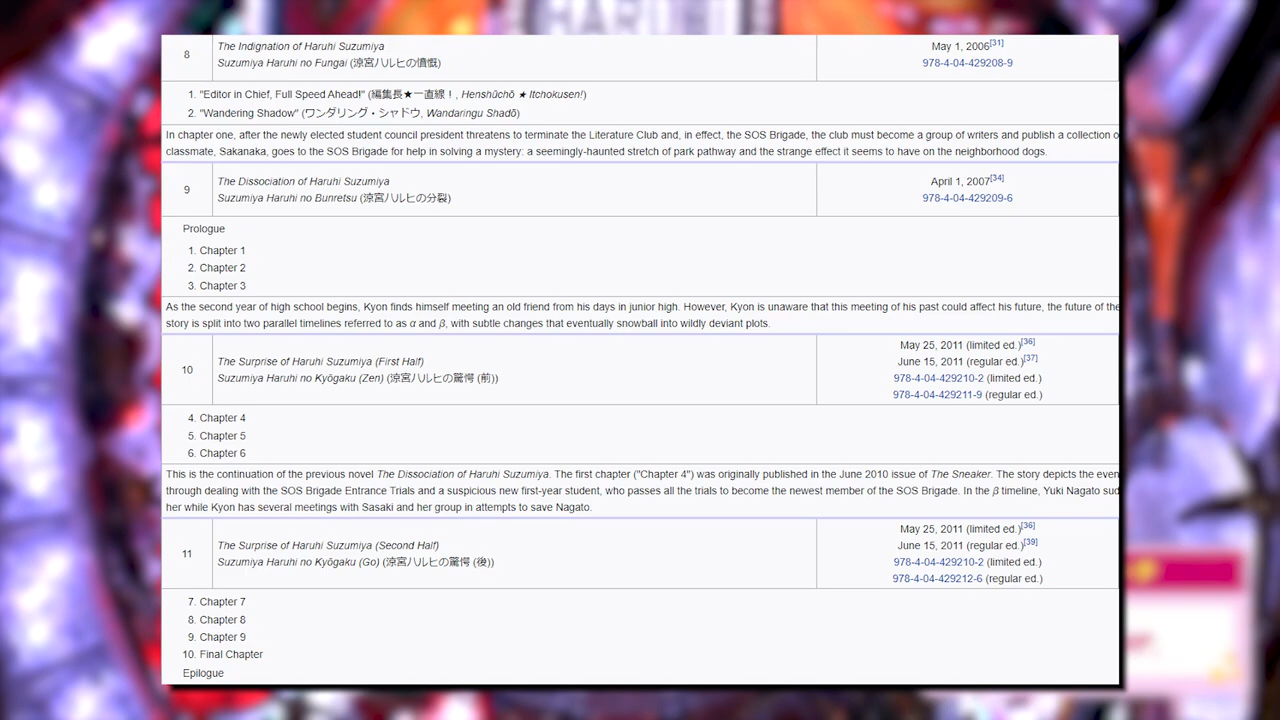 HARUHI
8
The Indignation of Haruhi Suzumiya
Suzumiya Haruhi no Fungai (涼宮ハルヒの憤慨)
May 1, 2006[31]
978-4-04-429208-9
1. "Editor in Chief, Full Speed Ahead!" (編集長★一直線！, Henshūchō ★ Itchokusen!)
2. "Wandering Shadow" (ワンダリング・シャドウ, Wandaringu Shadō)
In chapter one, after the newly elected student council president threatens to terminate the Literature Club and, in effect, the SOS Brigade, the club must become a group of writers and publish a collection o
classmate, Sakanaka, goes to the SOS Brigade for help in solving a mystery: a seemingly-haunted stretch of park pathway and the strange effect it seems to have on the neighborhood dogs.
9
The Dissociation of Haruhi Suzumiya
Suzumiya Haruhi no Bunretsu (涼宮ハルヒの分裂)
April 1, 2007[34]
978-4-04-429209-6
Prologue
1. Chapter 1
2. Chapter 2
3. Chapter 3
As the second year of high school begins, Kyon finds himself meeting an old friend from his days in junior high. However, Kyon is unaware that this meeting of his past could affect his future, the future of the
story is split into two parallel timelines referred to as α and β, with subtle changes that eventually snowball into wildly deviant plots.
10
The Surprise of Haruhi Suzumiya (First Half)
Suzumiya Haruhi no Kyōgaku (Zen) (涼宮ハルヒの驚愕 (前))
May 25, 2011 (limited ed.)[36]
June 15, 2011 (regular ed.)[37]
978-4-04-429210-2 (limited ed.)
978-4-04-429211-9 (regular ed.)
4. Chapter 4
5. Chapter 5
6. Chapter 6
This is the continuation of the previous novel The Dissociation of Haruhi Suzumiya. The first chapter ("Chapter 4") was originally published in the June 2010 issue of The Sneaker. The story depicts the even
through dealing with the SOS Brigade Entrance Trials and a suspicious new first-year student, who passes all the trials to become the newest member of the SOS Brigade. In the β timeline, Yuki Nagato sud
her while Kyon has several meetings with Sasaki and her group in attempts to save Nagato.
11
The Surprise of Haruhi Suzumiya (Second Half)
Suzumiya Haruhi no Kyōgaku (Go) (涼宮ハルヒの驚愕 (後))
May 25, 2011 (limited ed.)[36]
June 15, 2011 (regular ed.)[39]
978-4-04-429210-2 (limited ed.)
978-4-04-429212-6 (regular ed.)
7. Chapter 7
8. Chapter 8
9. Chapter 9
10. Final Chapter
Epilogue